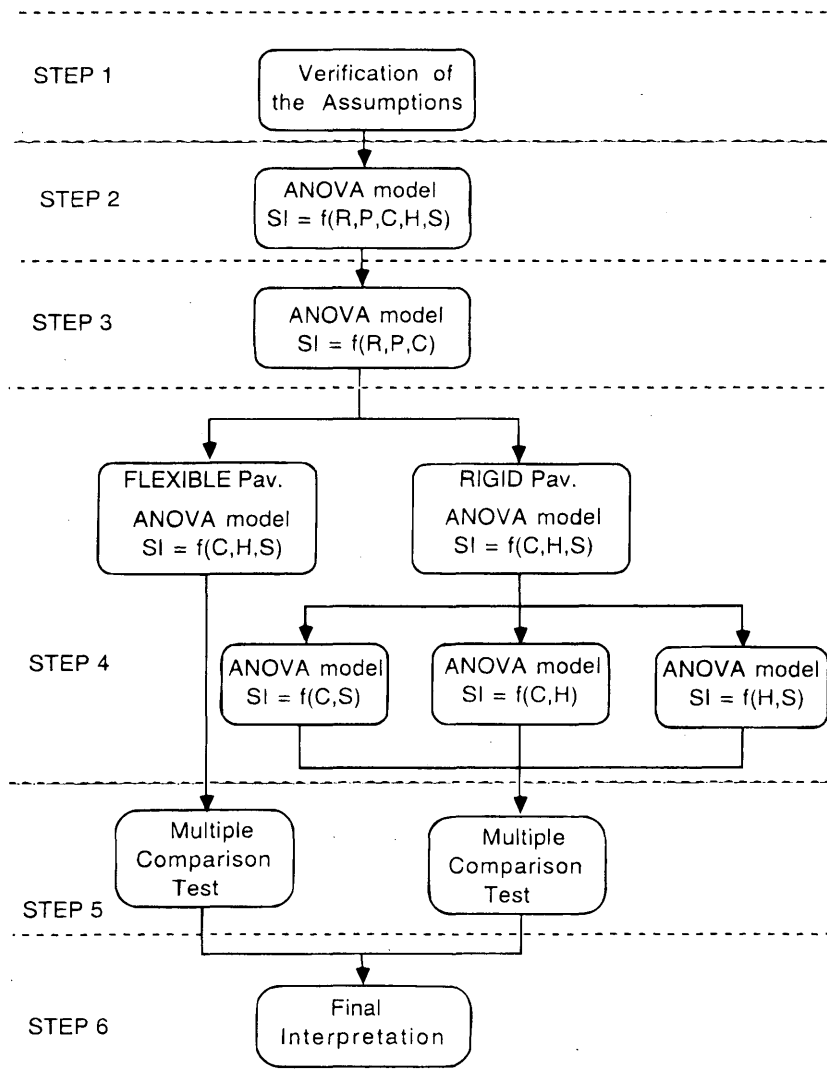 STEP 1
Verification of
the Assumptions
STEP 2
ANOVA model
SI = f(R,P,C,H,S)
STEP 3
ANOVA model
SI = f(R,P,C)
FLEXIBLE Pav.
ANOVA model
SI = f(C,H,S)
RIGID Pav.
ANOVA model
SI = f(C,H,S)
STEP 4
ANOVA model
SI = f(C,S)
ANOVA model
SI = f(C,H)
ANOVA model
SI = f(H,S)
STEP 5
Multiple
Comparison
Test
Multiple
Comparison
Test
STEP 6
Final
Interpretation